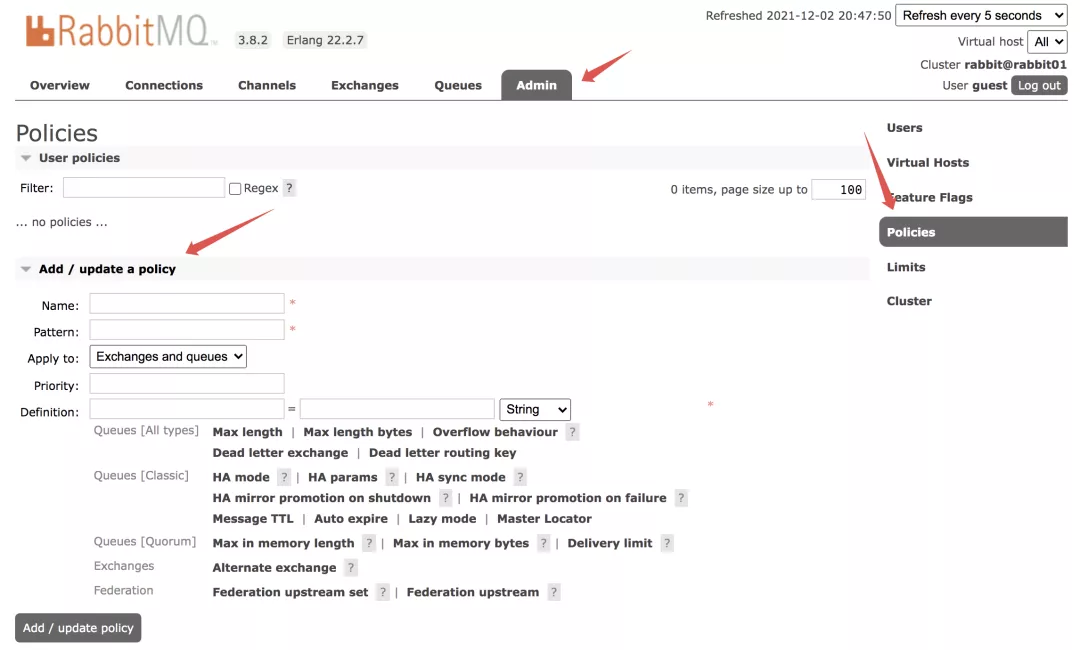 Refreshed 2021-12-02 20:47:50 Refresh every 5 seconds
RabbitMQ TM 3.8.2 Erlang 22.2.7
Virtual host All
Cluster rabbit@rabbit01
User guest Log out
Overview Connections Channels Exchanges Queues Admin
Policies
User policies
Filter: Regex ? 0 items, page size up to 100
... no policies ...
Add / update a policy
Name: *
Pattern: *
Apply to: Exchanges and queues
Priority:
Definition: = String *
Queues [All types] Max length | Max length bytes | Overflow behaviour ?
Dead letter exchange | Dead letter routing key
Queues [Classic] HA mode ? | HA params ? | HA sync mode ?
HA mirror promotion on shutdown ? | HA mirror promotion on failure ?
Message TTL | Auto expire | Lazy mode | Master Locator
Queues [Quorum] Max in memory length ? | Max in memory bytes ? | Delivery limit ?
Exchanges Alternate exchange ?
Federation Federation upstream set ? | Federation upstream ?
Add / update policy
Users
Virtual Hosts
Feature Flags
Policies
Limits
Cluster